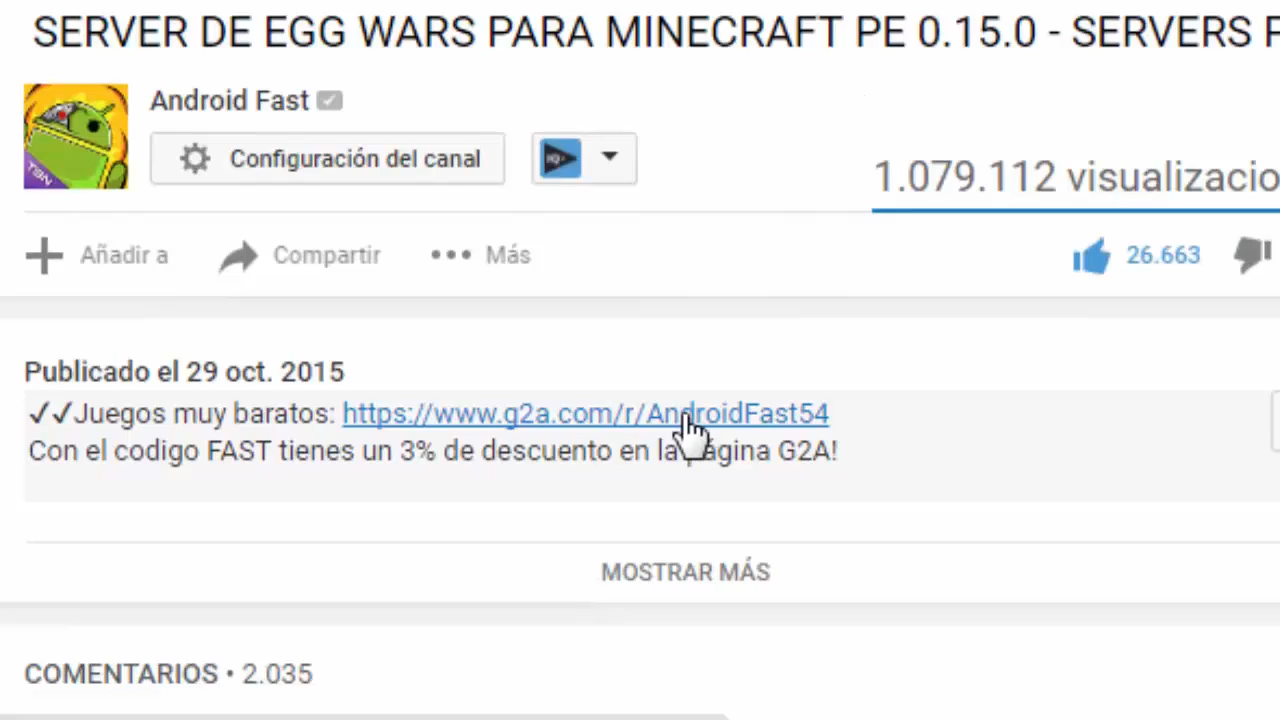 SERVER DE EGG WARS PARA MINECRAFT PE 0.15.0 - SERVERS
Android Fast
TGN
Configuración del canal
1.079.112 visualizacio
Añadir a
Compartir
Más
26.663
Publicado el 29 oct. 2015
✓✓Juegos muy baratos: https://www.g2a.com/r/AndroidFast54
Con el codigo FAST tienes un 3% de descuento en la página G2A!
MOSTRAR MÁS
COMENTARIOS • 2.035